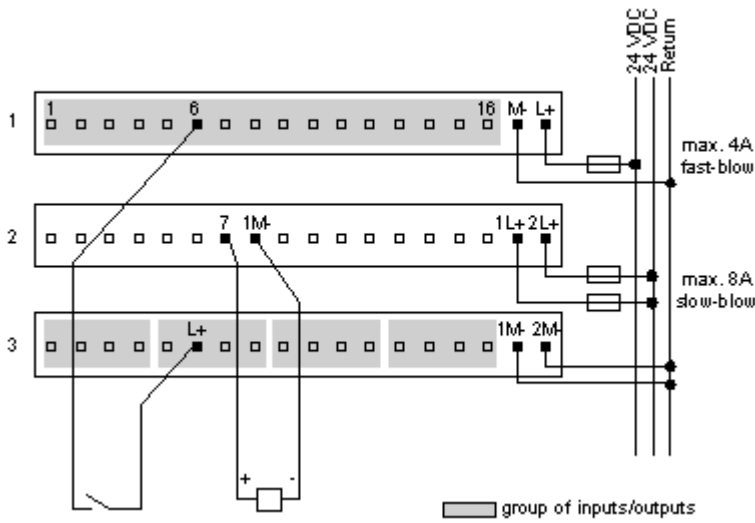 24 VDC
24 VDC
Return
1
1 6 16 M- L+
max. 4A
fast-blow
2
7 1M- 1L+ 2L+
max. 8A
slow-blow
3
L+ 1M- 2M-
+ -
group of inputs/outputs